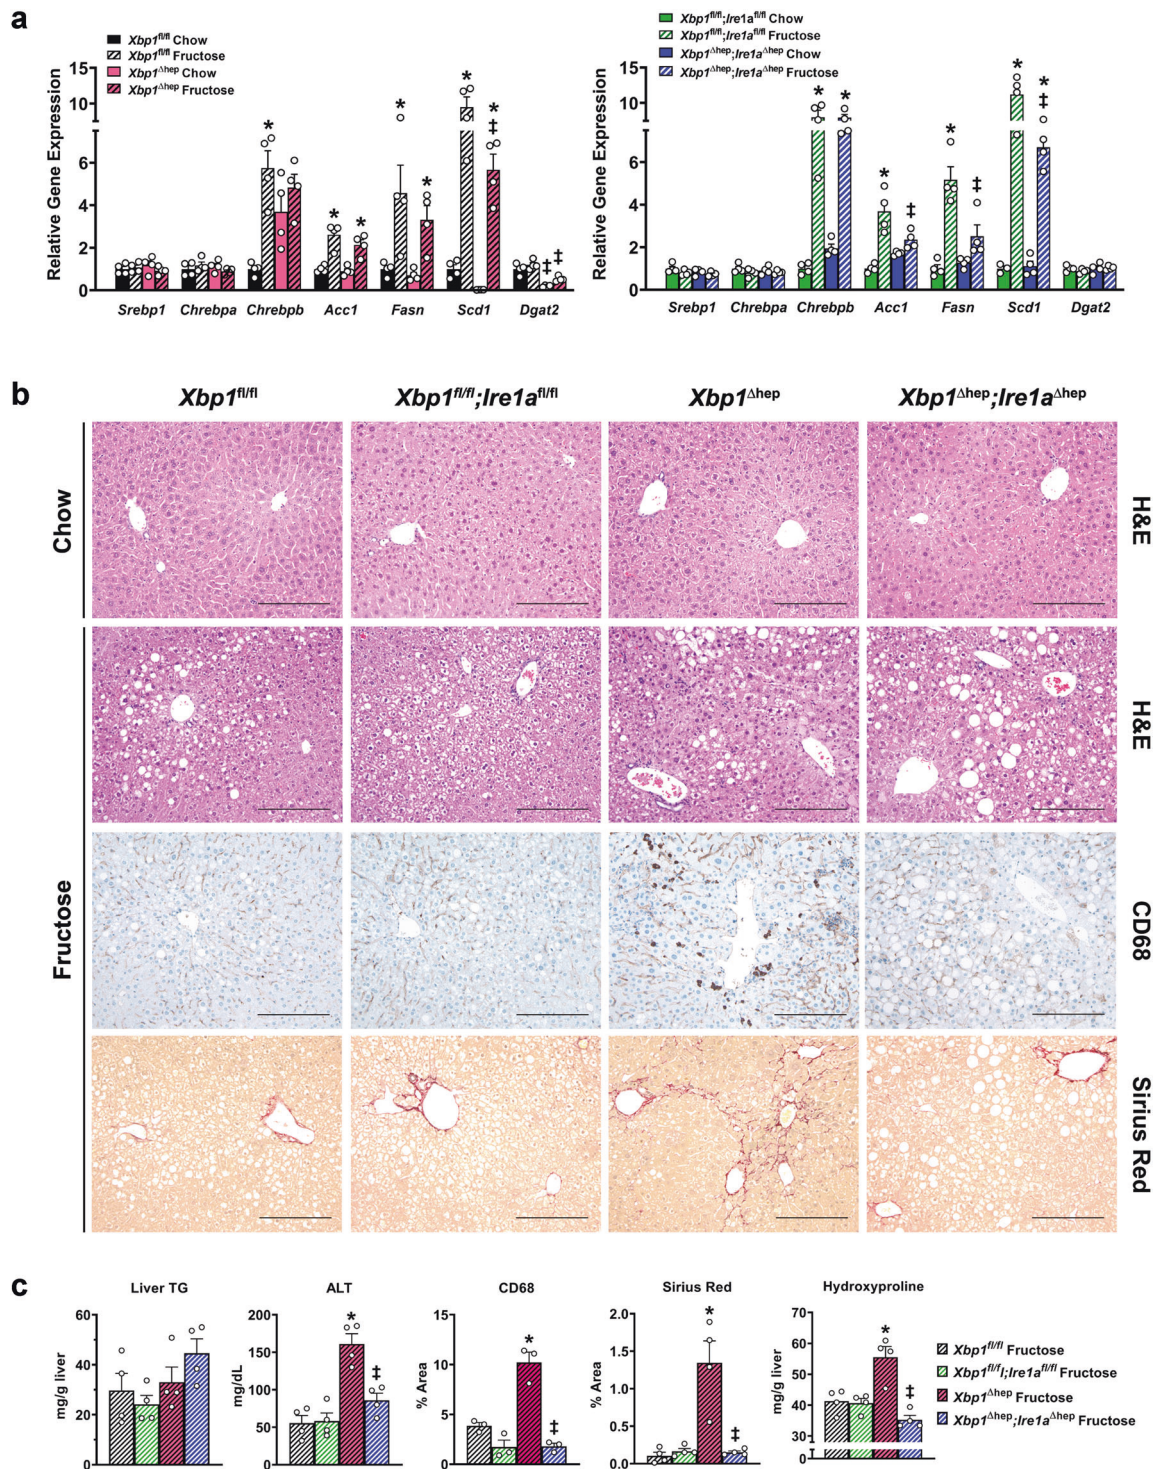 a
Xbp1fl/fl Chow
Xbp1fl/fl Fructose
Xbp1Δhep Chow
Xbp1Δhep Fructose
Relative Gene Expression
15
10
6
4
2
0
* * * * * * * ‡ ‡ ‡
Srebp1 Chrebpa Chrebpb Acc1 Fasn Scd1 Dgat2
Xbp1fl/fl;Ire1afl/fl Chow
Xbp1fl/fl;Ire1afl/fl Fructose
Xbp1Δhep;Ire1aΔhep Chow
Xbp1Δhep;Ire1aΔhep Fructose
Relative Gene Expression
15
10
6
4
2
0
* * * ‡ * ‡ * * ‡
Srebp1 Chrebpa Chrebpb Acc1 Fasn Scd1 Dgat2
b
Xbp1fl/fl Xbp1fl/fl;Ire1afl/fl Xbp1Δhep Xbp1Δhep;Ire1aΔhep
Chow
H&E
Fructose
H&E
CD68
Sirius Red
c
Liver TG
mg/g liver
60
40
20
0
ALT
mg/dL
200
150
100
50
0
* ‡
CD68
% Area
15
10
5
0
* ‡
Sirius Red
% Area
2.0
1.5
1.0
0.5
0.0
* ‡
Hydroxyproline
mg/g liver
70
60
50
40
30
0
* ‡
Xbp1fl/fl Fructose
Xbp1fl/fl;Ire1afl/fl Fructose
Xbp1Δhep Fructose
Xbp1Δhep;Ire1aΔhep Fructose